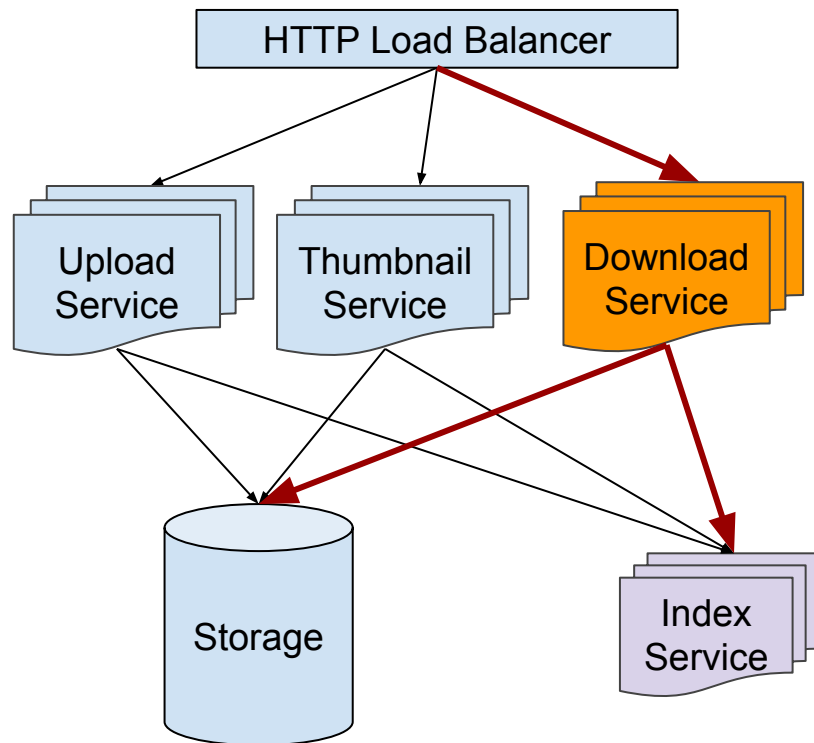 HTTP Load Balancer
Upload
Service
Thumbnail
Service
Download
Service
Storage
Index
Service